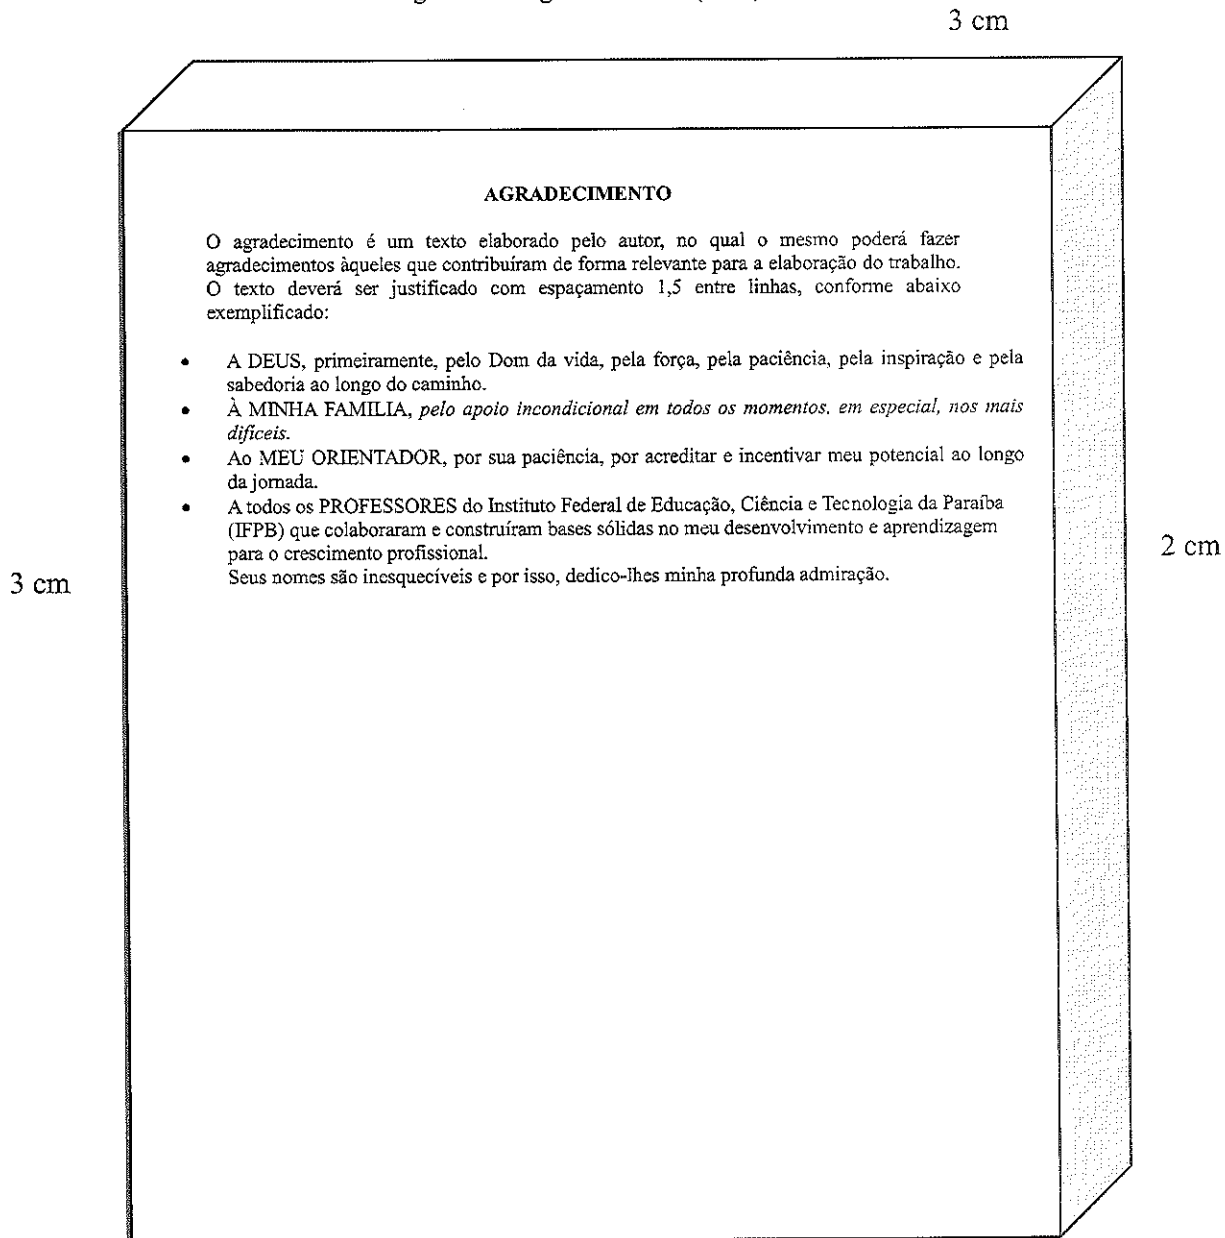 3 cm
AGRADECIMENTO
O agradecimento é um texto elaborado pelo autor, no qual o mesmo poderá fazer
agradecimentos àqueles que contribuíram de forma relevante para a elaboração do trabalho.
O texto deverá ser justificado com espaçamento 1,5 entre linhas, conforme abaixo
exemplificado:
• A DEUS, primeiramente, pelo Dom da vida, pela força, pela paciência, pela inspiração e pela
sabedoria ao longo do caminho.
• À MINHA FAMILIA, pelo apoio incondicional em todos os momentos, em especial, nos mais
difíceis.
• Ao MEU ORIENTADOR, por sua paciência, por acreditar e incentivar meu potencial ao longo
da jornada.
• A todos os PROFESSORES do Instituto Federal de Educação, Ciência e Tecnologia da Paraíba
(IFPB) que colaboraram e construíram bases sólidas no meu desenvolvimento e aprendizagem
para o crescimento profissional.
Seus nomes são inesquecíveis e por isso, dedico-lhes minha profunda admiração.
2 cm
3 cm